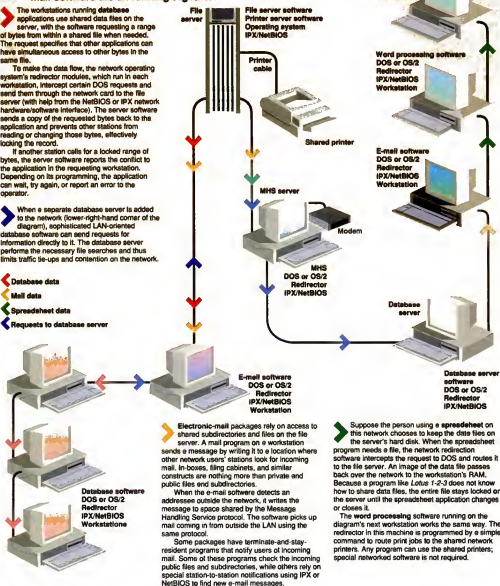 The workstations running database
applications use shared data files on the
server, with the software requesting a range
of bytes from within a shared file when needed.
The request specifies that other applications can
have simultaneous access to other bytes in the
same file.
To make the data flow, the network operating
system's redirector modules, which run in each
workstation, intercept certain DOS requests and
send them through the network card to the file
server (with help from the NetBIOS or IPX network
hardware/software interface). The server software
sends a copy of the requested bytes back to the
application and prevents other stations from
reading or changing those bytes, effectively
locking the record.
If another station calls for a locked range of
bytes, the server software reports the conflict to
the application in the requesting workstation.
Depending on its programming, the application
can wait, try again, or report an error to the
operator.
When e separate database server is added
to the network (lower-right-hand corner of the
diagram), sophisticated LAN-oriented
database software can send requests for
information directly to it. The database server
performs the necessary file searches and thus
limits traffic tie-ups and contention on the network.
Database data
Mail data
Spreadsheet data
Requests to database server
File
server
File server software
Printer server software
Operating system
IPX/NetBIOS
Printer
cable
Shared printer
MHS server
Modem
MHS
DOS or OS/2
Redirector
IPX/NetBIOS
DOS or OS/2
Redirector
IPX/NetBIOS
Workstation
Word processing software
DOS or OS/2
Redirector
IPX/NetBIOS
Workstation
E-mail software
DOS or OS/2
Redirector
IPX/NetBIOS
Workstation
Database
server
Database server
software
DOS or OS/2
Redirector
IPX/NetBIOS
E-mail software
DOS or OS/2
Redirector
IPX/NetBIOS
Workstation
Database software
DOS or OS/2
Redirector
IPX/NetBIOS
Workstations
Electronic-mail packages rely on access to
shared subdirectories and files on the file
server. A mail program on e workstation
sends a message by writing it to a location where
other network users' stations look for incoming
mail. In-boxes, filing cabinets, and similar
constructs are nothing more than private and
public files and subdirectories.
When the e-mail software detects an
addressee outside the network, it writes the
message to space shared by the Message
Handling Service protocol. The software picks up
mail coming in from outside the LAN using the
same protocol.
Some packages have terminate-and-stay-
resident programs that notify users of incoming
mail. Some of these programs check the incoming
public files and subdirectories, while others rely on
special station-to-station notifications using IPX or
NetBIOS to find new e-mail messages.
Suppose the person using e spreadsheet on
this network chooses to keep the data files on
the server's hard disk. When the spreadsheet
program needs e file, the network redirection
software intercepts the request to DOS and routes it
to the file server. An image of the data file passes
back over the network to the workstation's RAM.
Because a program like Lotus 1-2-3 does not know
how to share data files, the entire file stays locked on
the server until the spreadsheet application changes
or closes it.
The word processing software running on the
diagram's next workstation works the same way. The
redirector in this machine is programmed by e simple
command to route print jobs to the shared network
printers. Any program can use the shared printers;
special networked software is not required.